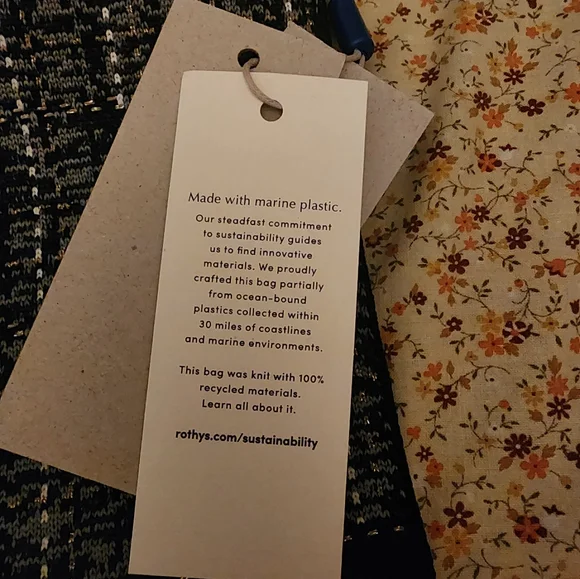 Made with marine plastic.
Our steadfast commitment
to sustainability guides
us to find innovative
materials. We proudly
crafted this bag partially
from ocean-bound
plastics collected within
30 miles of coastlines
and marine environments.
This bag was knit with 100%
recycled materials.
Learn all about it.
rothys.com/sustainability